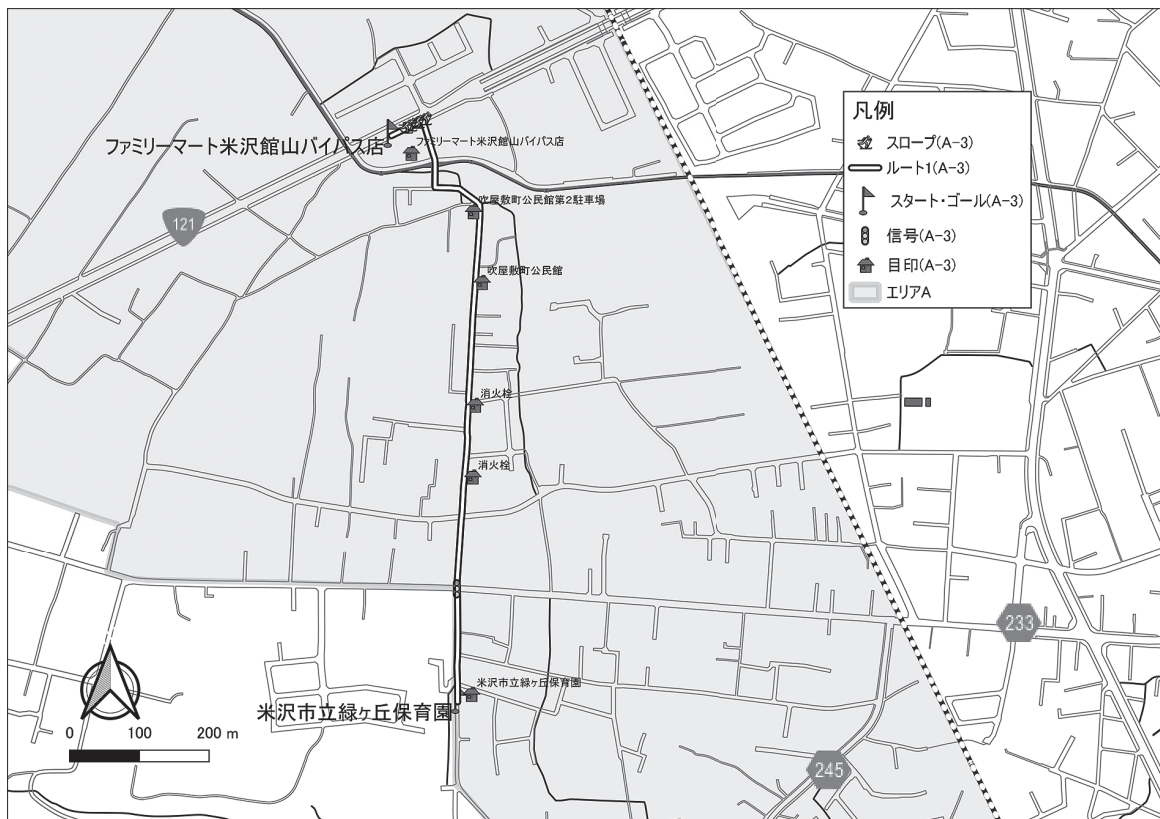 ファミリーマート米沢館山バイパス店
ファミリーマート米沢館山バイパス店
吹屋敷町公民館第2駐車場
121
吹屋敷町公民館
消火栓
消火栓
米沢市立緑ヶ丘保育園
米沢市立緑ヶ丘保育園
0 100 200 m
233
245
凡例
スロープ(A-3)
ルート1(A-3)
スタート・ゴール(A-3)
信号(A-3)
目印(A-3)
エリアA